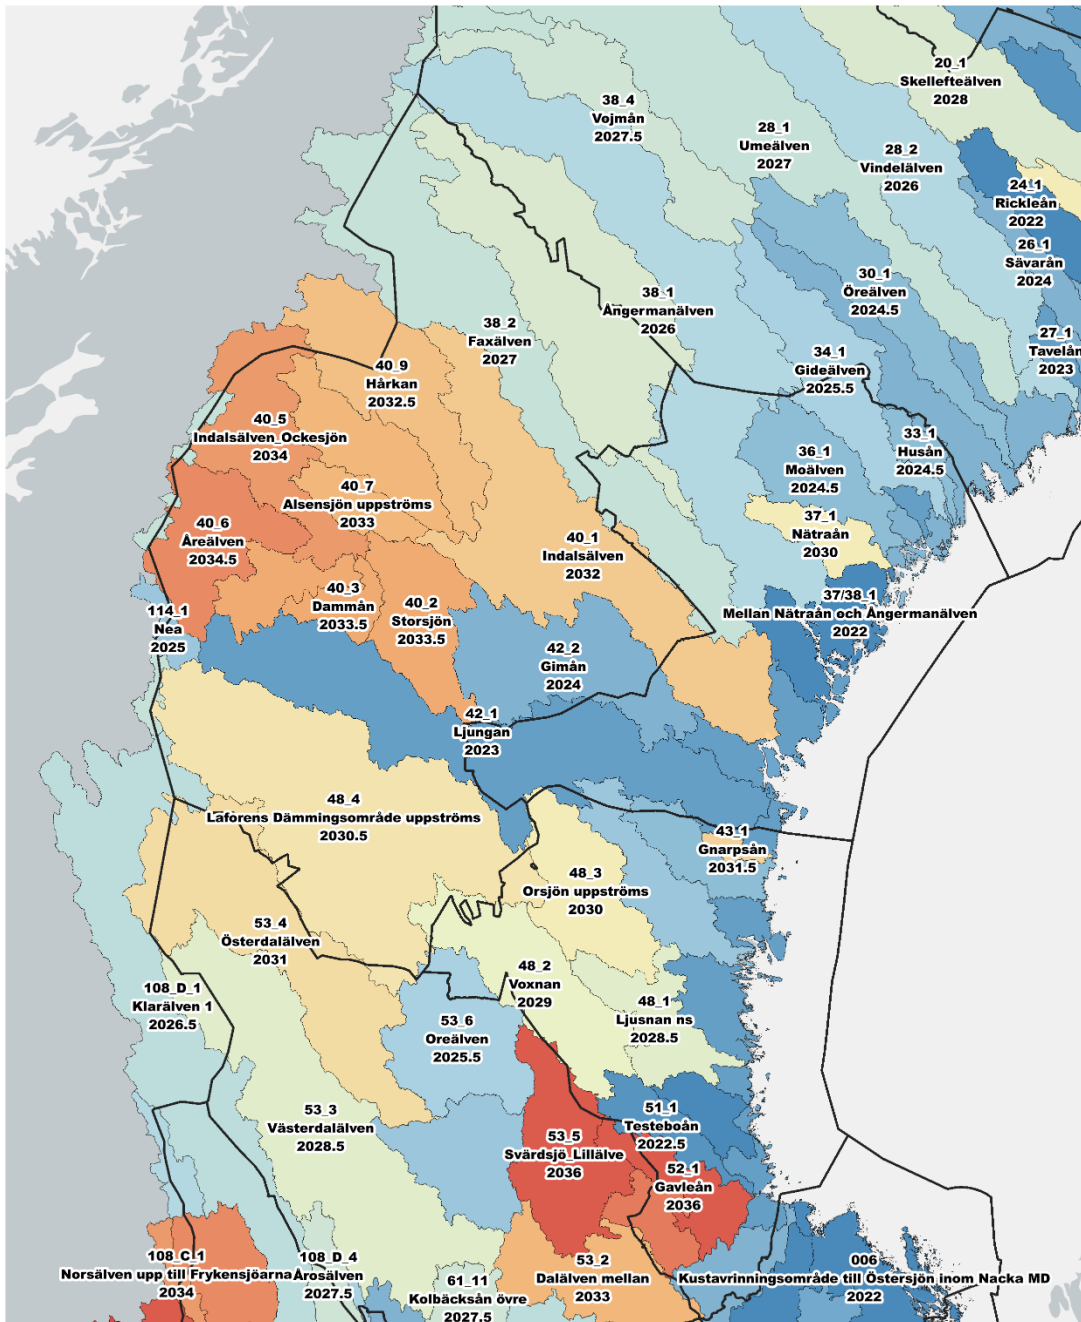 20_1
Skellefteälven
2028
38_4
Vojmån
2027.5
28_1
Umeälven
2027
28_2
Vindelälven
2026
24_1
Rickleån
2022
26_1
Sävarån
2024
30_1
Öreälven
2024.5
38_1
Ångermanälven
2026
38_2
Faxälven
2027
27_1
Tavelån
2023
34_1
Gideälven
2025.5
40_9
Hårkan
2032.5
40_5
Indalsälven_Ockesjön
2034
33_1
Husån
2024.5
36_1
Moälven
2024.5
40_7
Alsensjön uppströms
2033
37_1
Nätraån
2030
40_6
Åreälven
2034.5
40_1
Indalsälven
2032
40_3
Dammån
2033.5
40_2
Storsjön
2033.5
37/38_1
Mellan Nätraån och Ångermanälven
2022
114_1
Nea
2025
42_2
Gimån
2024
42_1
Ljungan
2023
48_4
Laforens Dämmingsområde uppströms
2030.5
43_1
Gnarpsån
2031.5
48_3
Orsjön uppströms
2030
53_4
Österdalälven
2031
48_2
Voxnan
2029
108_D_1
Klarälven 1
2026.5
48_1
Ljusnan ns
2028.5
53_6
Oreälven
2025.5
53_3
Västerdalälven
2028.5
51_1
Testeboån
2022.5
53_5
Svärdsjö_Lillälve
2036
52_1
Gavleån
2036
108_C_1
Norsälven upp till Frykensjöarna
2034
108_D_4
Årosälven
2027.5
61_11
Kolbäcksån övre
2027.5
53_2
Dalälven mellan
2033
006
Kustavrinningsområde till Östersjön inom Nacka MD
2022